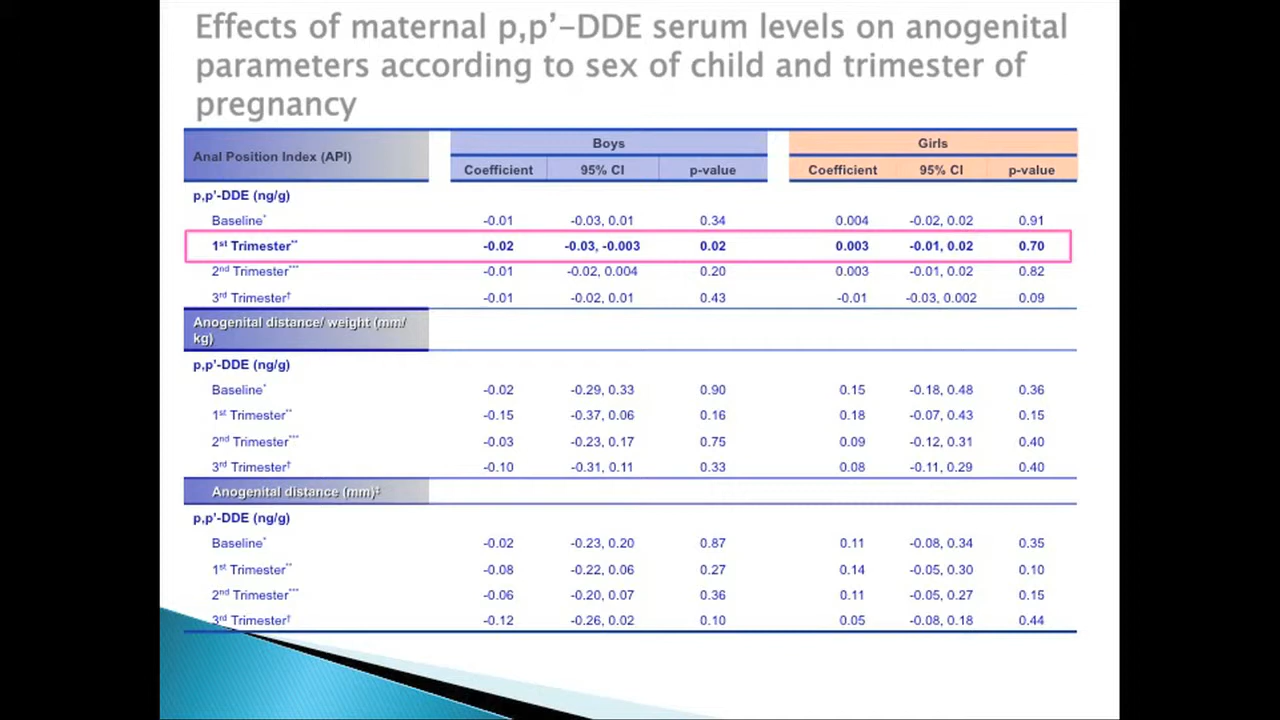 Effects of maternal p,p’-DDE serum levels on anogenital
parameters according to sex of child and trimester of
pregnancy
Anal Position Index (API) Boys Girls
Coefficient 95% CI p-value Coefficient 95% CI p-value
p,p’-DDE (ng/g)
Baseline* -0.01 -0.03, 0.01 0.34 0.004 -0.02, 0.02 0.91
1st Trimester** -0.02 -0.03, -0.003 0.02 0.003 -0.01, 0.02 0.70
2nd Trimester*** -0.01 -0.02, 0.004 0.20 0.003 -0.01, 0.02 0.82
3rd Trimester† -0.01 -0.02, 0.01 0.43 -0.01 -0.03, 0.002 0.09
Anogenital distance/ weight (mm/
kg)
p,p’-DDE (ng/g)
Baseline* -0.02 -0.29, 0.33 0.90 0.15 -0.18, 0.48 0.36
1st Trimester** -0.15 -0.37, 0.06 0.16 0.18 -0.07, 0.43 0.15
2nd Trimester*** -0.03 -0.23, 0.17 0.75 0.09 -0.12, 0.31 0.40
3rd Trimester† -0.10 -0.31, 0.11 0.33 0.08 -0.11, 0.29 0.40
Anogenital distance (mm)‡
p,p’-DDE (ng/g)
Baseline* -0.02 -0.23, 0.20 0.87 0.11 -0.08, 0.34 0.35
1st Trimester** -0.08 -0.22, 0.06 0.27 0.14 -0.05, 0.30 0.10
2nd Trimester*** -0.06 -0.20, 0.07 0.36 0.11 -0.05, 0.27 0.15
3rd Trimester† -0.12 -0.26, 0.02 0.10 0.05 -0.08, 0.18 0.44